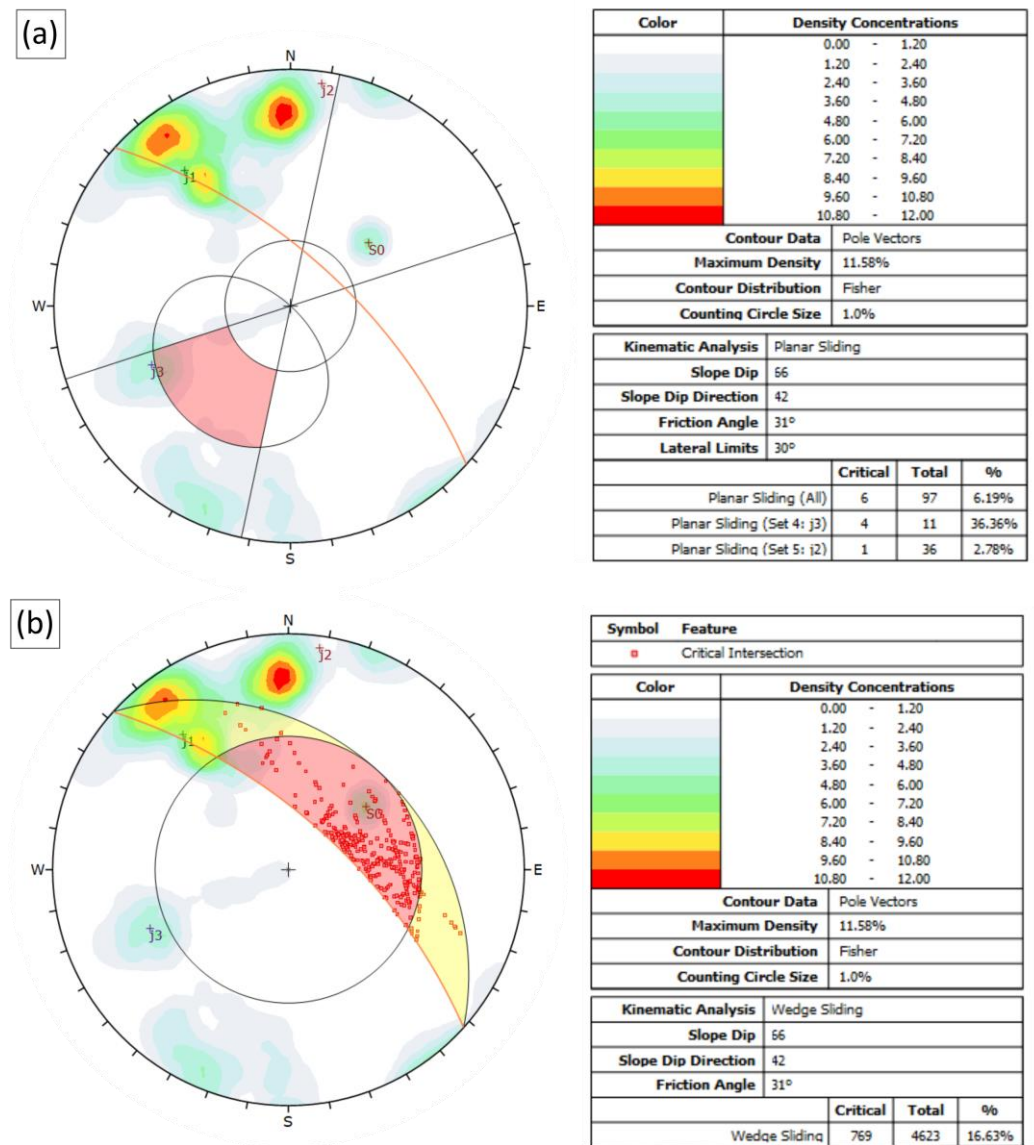 (a)
N
j2
j1
S0
W
E
j3
S
Color Density Concentrations
0.00 - 1.20
1.20 - 2.40
2.40 - 3.60
3.60 - 4.80
4.80 - 6.00
6.00 - 7.20
7.20 - 8.40
8.40 - 9.60
9.60 - 10.80
10.80 - 12.00
Contour Data Pole Vectors
Maximum Density 11.58%
Contour Distribution Fisher
Counting Circle Size 1.0%
Kinematic Analysis Planar Sliding
Slope Dip 66
Slope Dip Direction 42
Friction Angle 31°
Lateral Limits 30°
Critical Total %
Planar Sliding (All) 6 97 6.19%
Planar Sliding (Set 4: j3) 4 11 36.36%
Planar Sliding (Set 5: j2) 1 36 2.78%
(b)
N
j2
j1
S0
W
E
j3
S
Symbol Feature
Critical Intersection
Color Density Concentrations
0.00 - 1.20
1.20 - 2.40
2.40 - 3.60
3.60 - 4.80
4.80 - 6.00
6.00 - 7.20
7.20 - 8.40
8.40 - 9.60
9.60 - 10.80
10.80 - 12.00
Contour Data Pole Vectors
Maximum Density 11.58%
Contour Distribution Fisher
Counting Circle Size 1.0%
Kinematic Analysis Wedge Sliding
Slope Dip 66
Slope Dip Direction 42
Friction Angle 31°
Critical Total %
Wedge Sliding 769 4623 16.63%